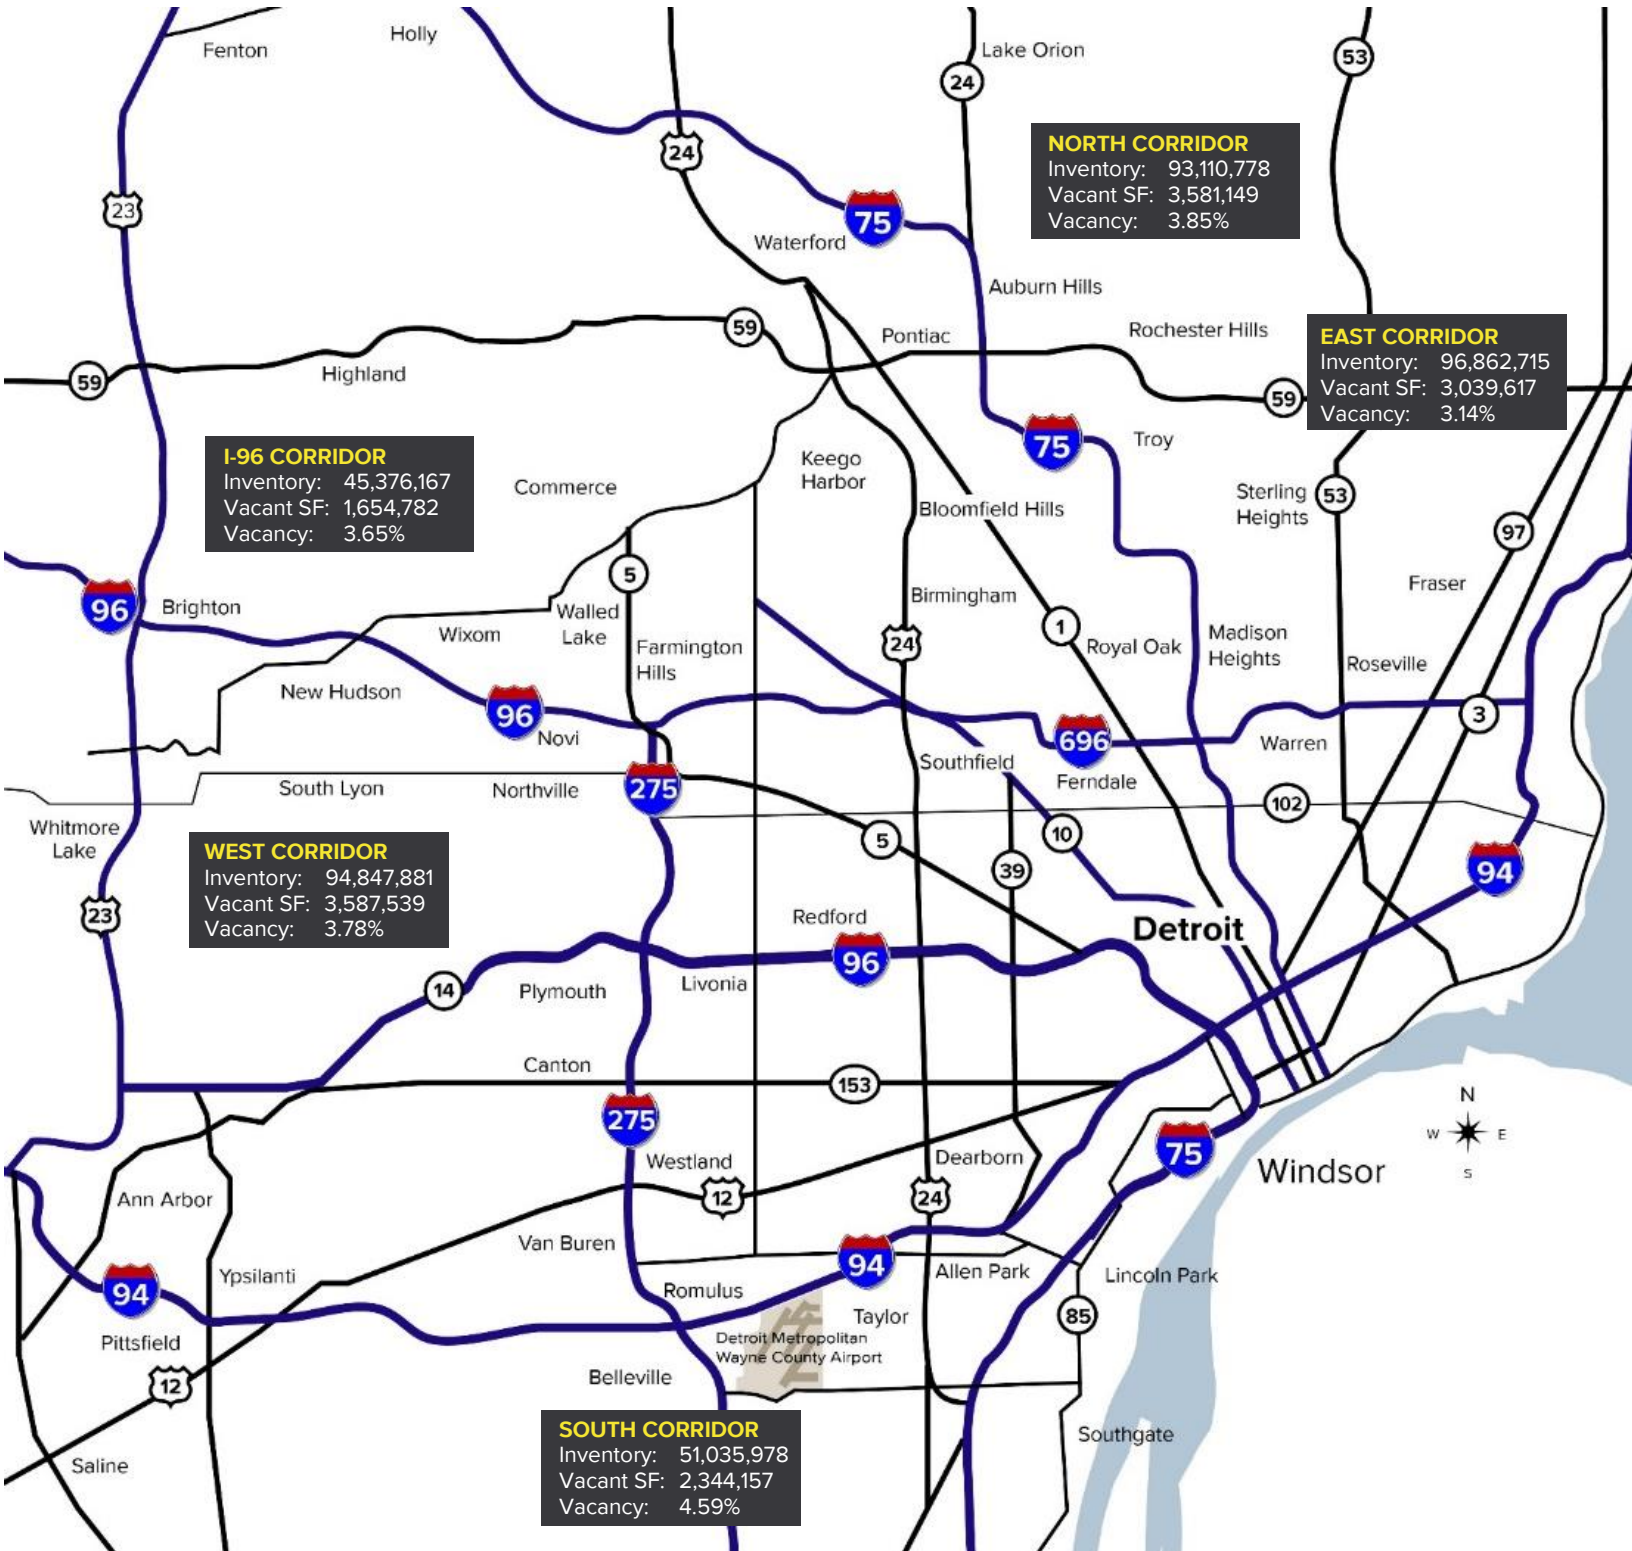 Fenton
Holly
Lake Orion
53
24
24
NORTH CORRIDOR
Inventory: 93,110,778
Vacant SF: 3,581,149
Vacancy: 3.85%
23
75
Waterford
Auburn Hills
59
Pontiac
Rochester Hills
EAST CORRIDOR
Inventory: 96,862,715
Vacant SF: 3,039,617
Vacancy: 3.14%
59
Highland
59
75
Troy
I-96 CORRIDOR
Inventory: 45,376,167
Vacant SF: 1,654,782
Vacancy: 3.65%
Commerce
Keego
Harbor
Bloomfield Hills
Sterling
Heights
53
97
5
Fraser
96
Brighton
Walled
Lake
Wixom
Birmingham
1
24
Farmington
Hills
Royal Oak
Madison
Heights
Roseville
New Hudson
96
Novi
696
3
Warren
Southfield
Ferndale
South Lyon
Northville
275
102
Whitmore
Lake
5
10
39
94
WEST CORRIDOR
Inventory: 94,847,881
Vacant SF: 3,587,539
Vacancy: 3.78%
23
Redford
Detroit
96
14
Plymouth
Livonia
Canton
153
275
N
W
E
S
75
Westland
Dearborn
Windsor
12
24
Ann Arbor
Van Buren
94
Allen Park
Lincoln Park
Ypsilanti
94
Romulus
Taylor
85
Pittsfield
Detroit Metropolitan
Wayne County Airport
12
Belleville
SOUTH CORRIDOR
Inventory: 51,035,978
Vacant SF: 2,344,157
Vacancy: 4.59%
Southgate
Saline